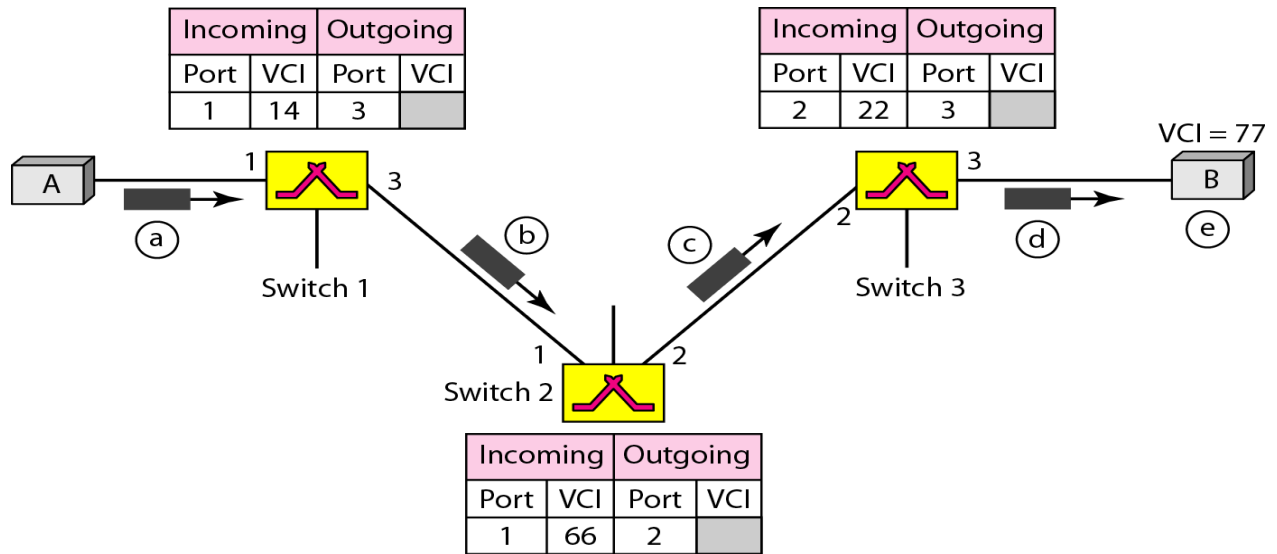 Incoming Outgoing
Port VCI Port VCI
1 14 3
Incoming Outgoing
Port VCI Port VCI
2 22 3
VCI = 77
A
1
3
a
Switch 1
b
c
2
3
Switch 3
d
B
e
1
2
Switch 2
Incoming Outgoing
Port VCI Port VCI
1 66 2